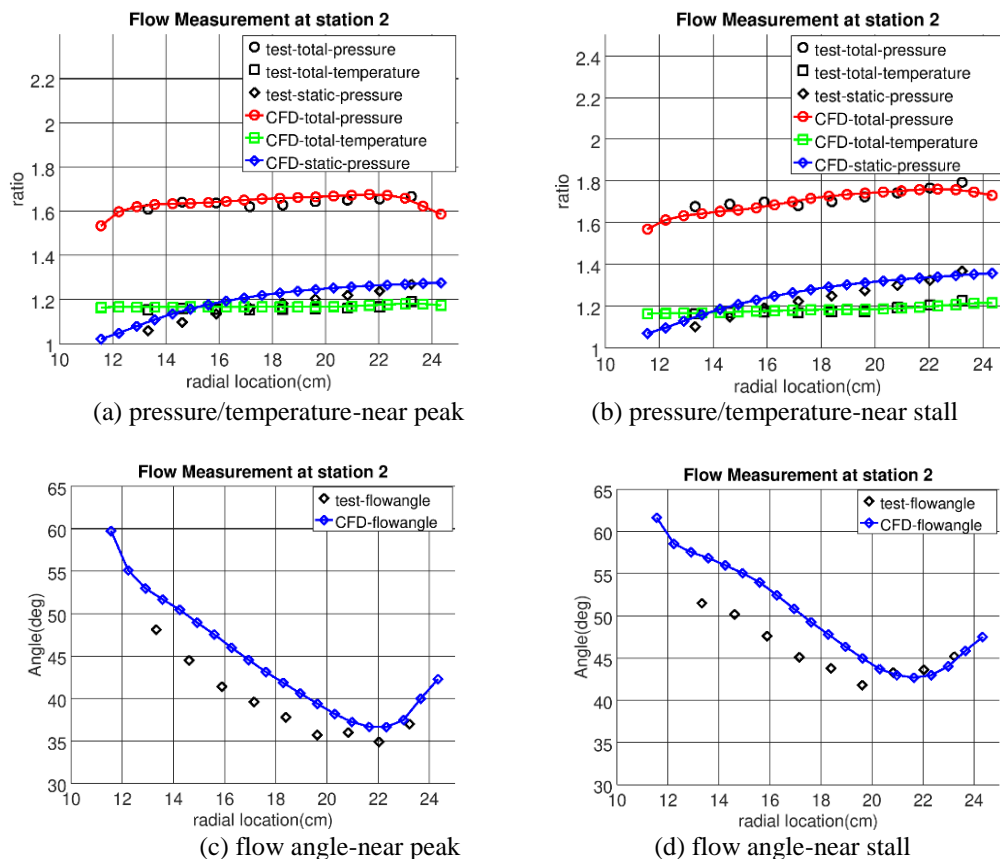 Flow Measurement at station 2
test-total-pressure
test-total-temperature
test-static-pressure
CFD-total-pressure
CFD-total-temperature
CFD-static-pressure
2.2
2
1.8
1.6
1.4
1.2
1
ratio
10 12 14 16 18 20 22 24
radial location(cm)
(a) pressure/temperature-near peak
Flow Measurement at station 2
test-total-pressure
test-total-temperature
test-static-pressure
CFD-total-pressure
CFD-total-temperature
CFD-static-pressure
2.4
2.2
2
1.8
1.6
1.4
1.2
1
ratio
10 12 14 16 18 20 22 24
radial location(cm)
(b) pressure/temperature-near stall
Flow Measurement at station 2
test-flowangle
CFD-flowangle
65
60
55
50
45
40
35
30
Angle(deg)
10 12 14 16 18 20 22 24
radial location(cm)
(c) flow angle-near peak
Flow Measurement at station 2
test-flowangle
CFD-flowangle
65
60
55
50
45
40
35
30
Angle(deg)
10 12 14 16 18 20 22 24
radial location(cm)
(d) flow angle-near stall